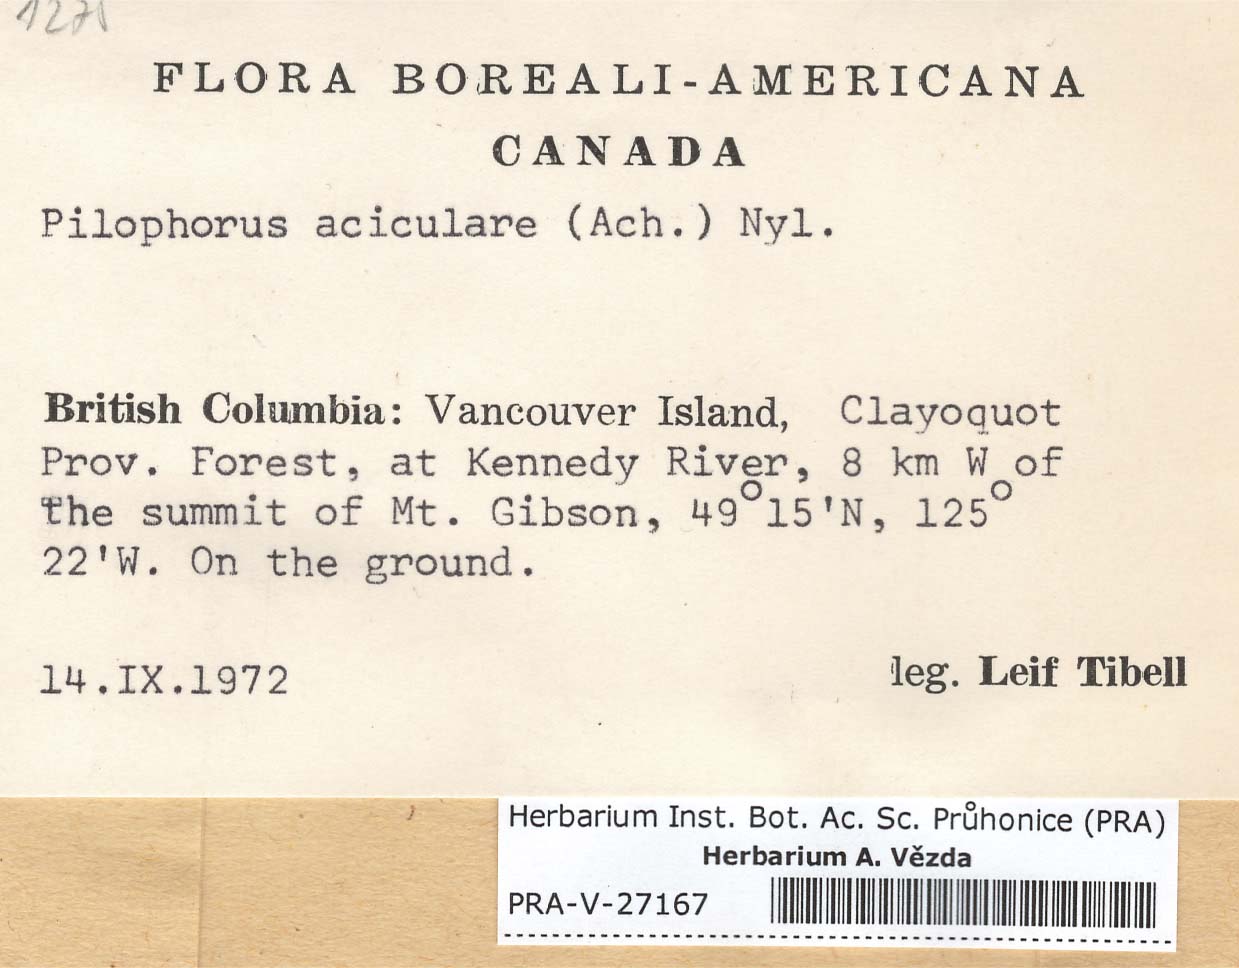 FLORA BOREALI-AMERICANA
CANADA
Pilophorus aciculare (Ach.) Nyl.
British Columbia: Vancouver Island, Clayoquot
Prov. Forest, at Kennedy River, 8 km W of
the summit of Mt. Gibson, 49°15'N, 125°
22'W. On the ground.
14.IX.1972
leg. Leif Tibell
Herbarium Inst. Bot. Ac. Sc. Průhonice (PRA)
Herbarium A. Vězda
PRA-V-27167